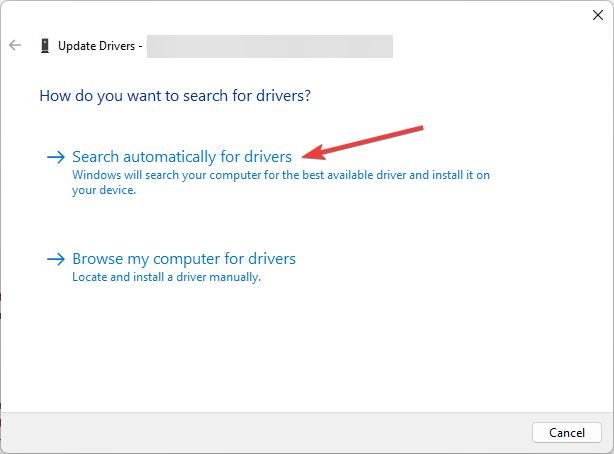 Update Drivers -
How do you want to search for drivers?
Search automatically for drivers
Windows will search your computer for the best available driver and install it on
your device.
Browse my computer for drivers
Locate and install a driver manually.
Cancel